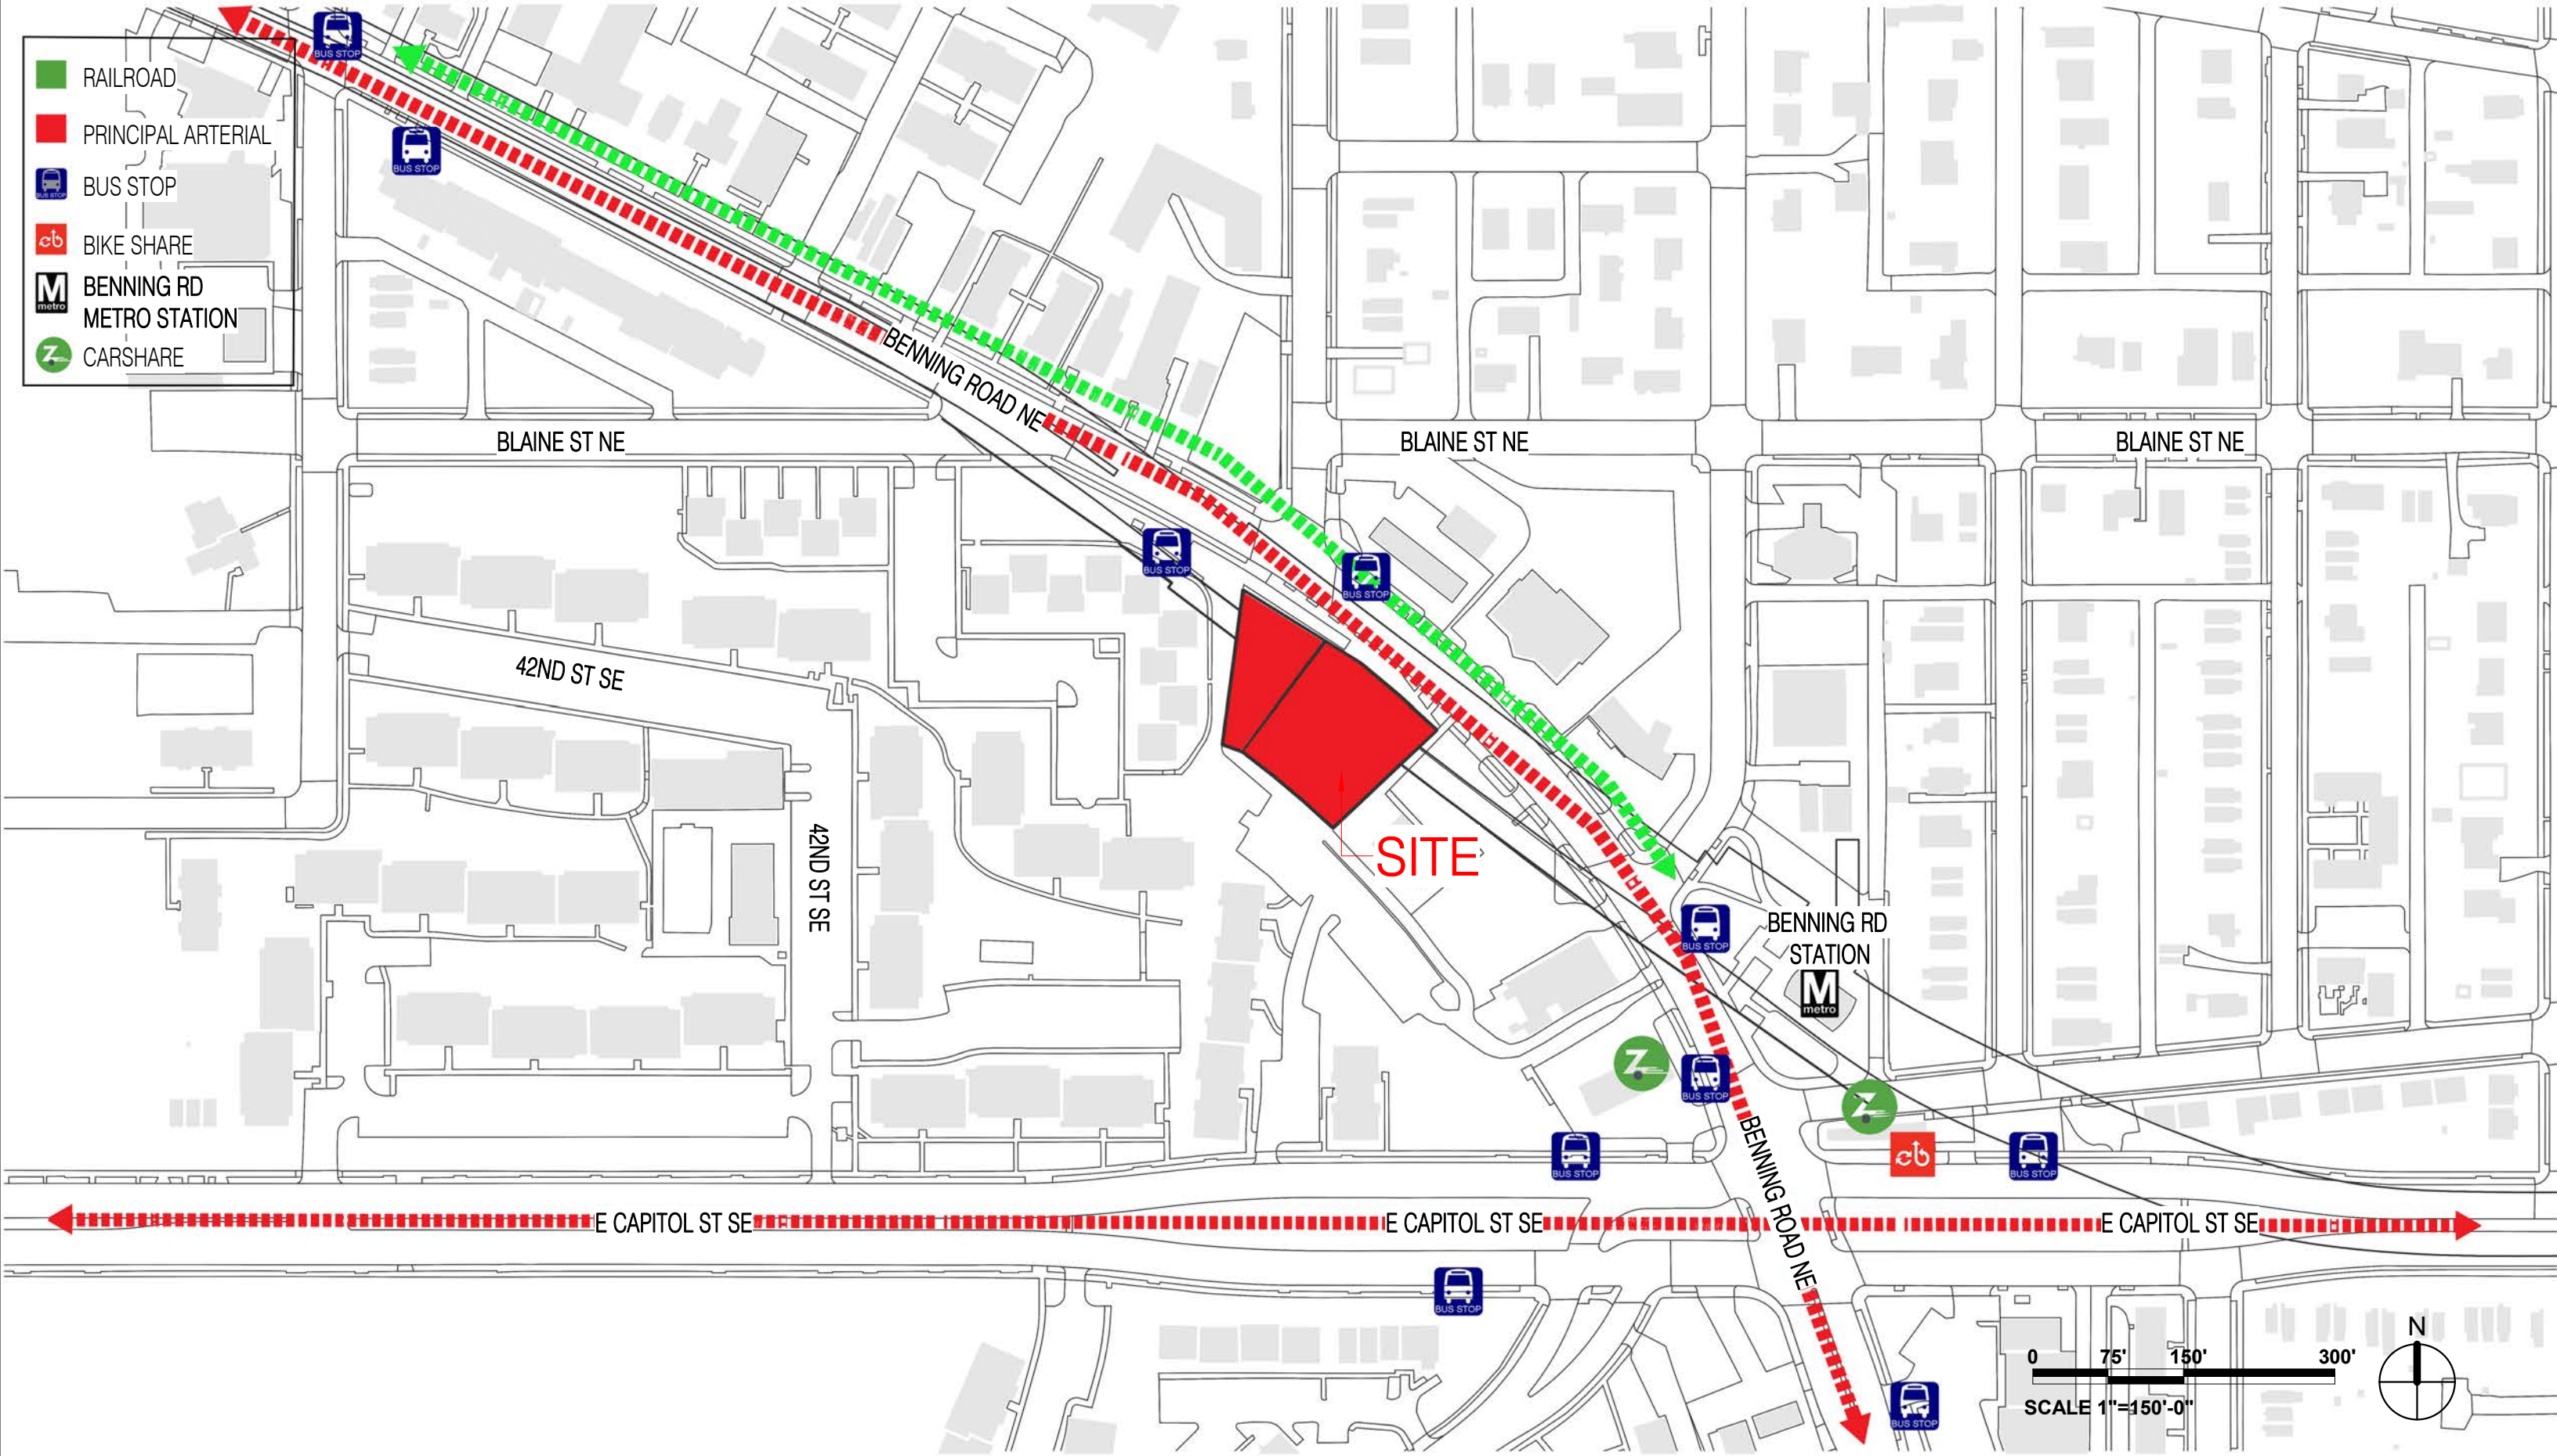 BUS STOP
RAILROAD
PRINCIPAL ARTERIAL
BUS STOP
BUS STOP
BUS STOP
BIKE SHARE
M
metro
BENNING RD
METRO STATION
Z
CARSHARE
BENNING ROAD NE
BLAINE ST NE
BLAINE ST NE
BLAINE ST NE
BUS STOP
BUS STOP
42ND ST SE
42ND ST SE
SITE
BUS STOP
BENNING RD
STATION
M
metro
Z
BUS STOP
Z
BUS STOP
BUS STOP
BENNING ROAD NE
E CAPITOL ST SE
E CAPITOL ST SE
E CAPITOL ST SE
BUS STOP
BUS STOP
N
0 75' 150' 300'
SCALE 1"=150'-0"